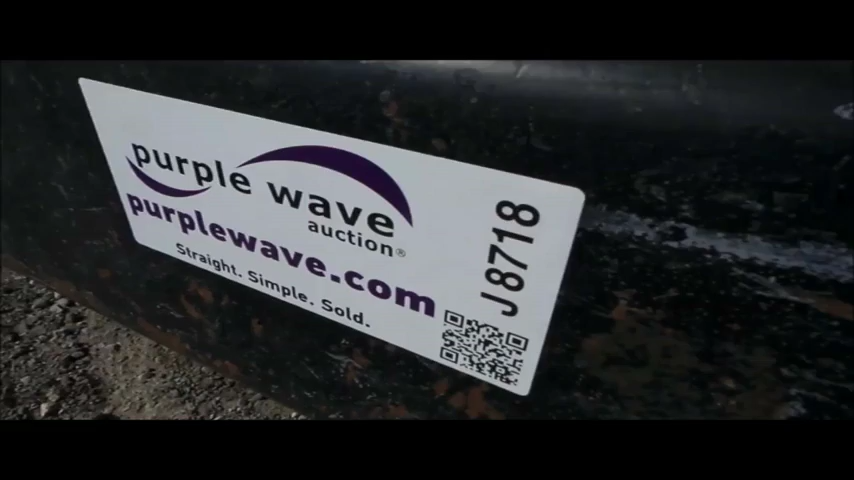 purple wave
auction®
purplewave.com
Straight. Simple. Sold.
J8718